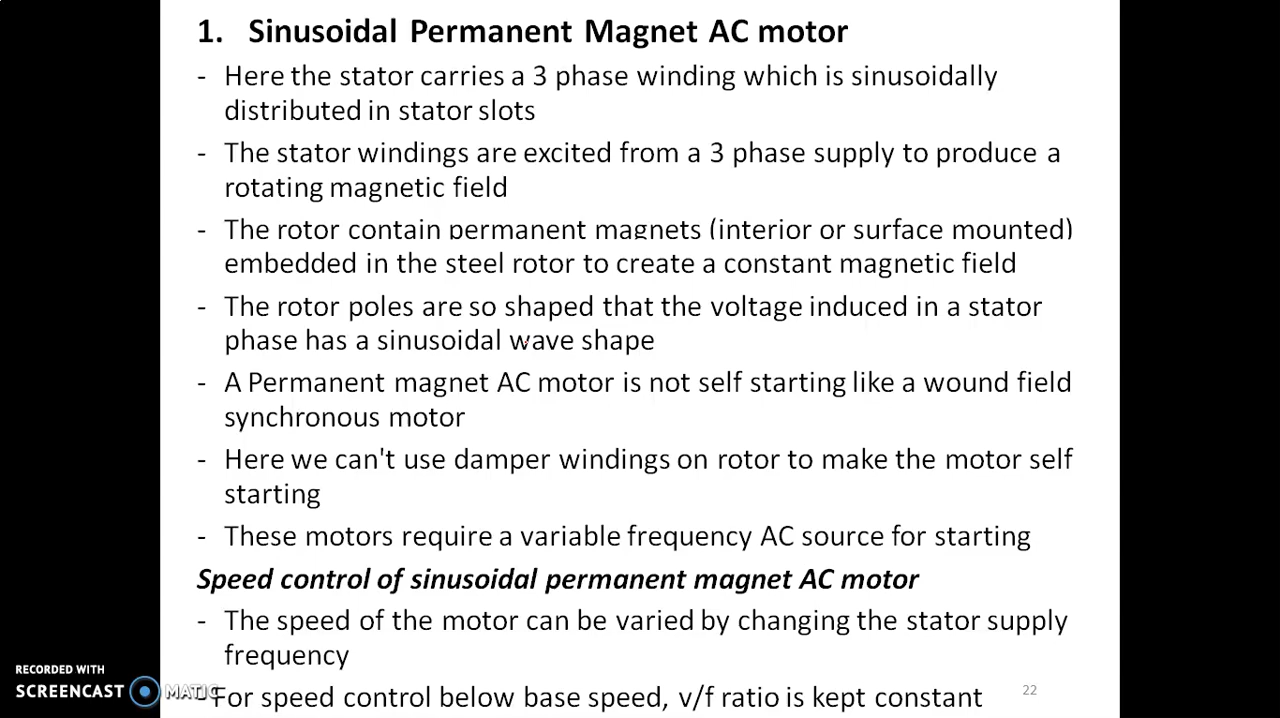 1. Sinusoidal Permanent Magnet AC motor
- Here the stator carries a 3 phase winding which is sinusoidally
distributed in stator slots
- The stator windings are excited from a 3 phase supply to produce a
rotating magnetic field
- The rotor contain permanent magnets (interior or surface mounted)
embedded in the steel rotor to create a constant magnetic field
- The rotor poles are so shaped that the voltage induced in a stator
phase has a sinusoidal wave shape
- A Permanent magnet AC motor is not self starting like a wound field
synchronous motor
- Here we can't use damper windings on rotor to make the motor self
starting
- These motors require a variable frequency AC source for starting
Speed control of sinusoidal permanent magnet AC motor
- The speed of the motor can be varied by changing the stator supply
frequency
- For speed control below base speed, v/f ratio is kept constant
22
RECORDED WITH
SCREENCAST MATIC